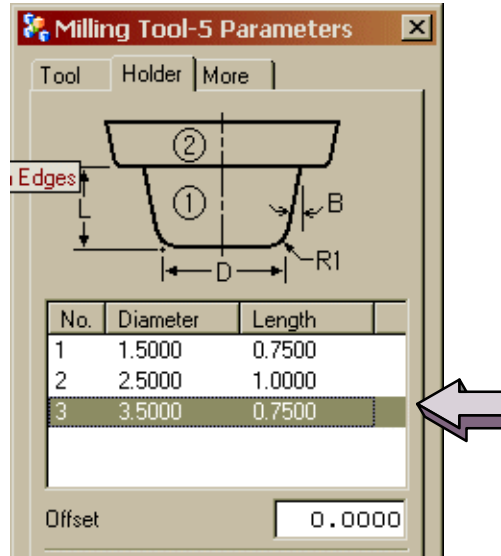 Milling Tool-5 Parameters
Tool Holder More
2
n Edges
L
1
B
D
R1
No. Diameter Length
1 1.5000 0.7500
2 2.5000 1.0000
3 3.5000 0.7500
Offset 0.0000